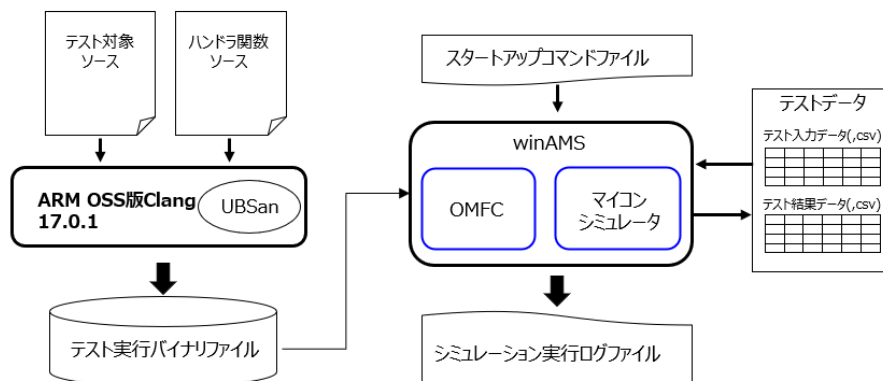 テスト対象
ソース
ハンドラ関数
ソース
ARM OSS版Clang
17.0.1
UBSan
テスト実行バイナリファイル
スタートアップコマンドファイル
winAMS
OMFC
マイコン
シミュレータ
シミュレーション実行ログファイル
テストデータ
テスト入力データ(,csv)
テスト結果データ(,csv)